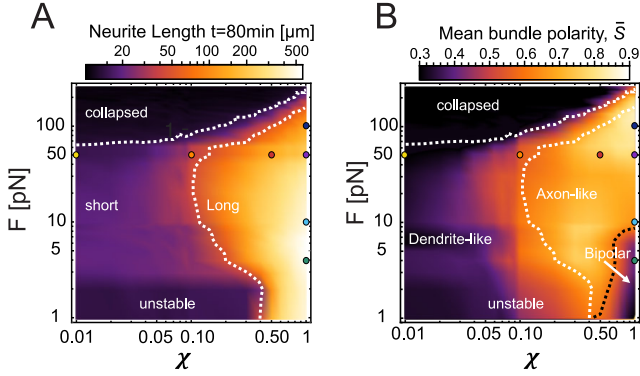 A
Neurite Length t=80min [μm]
20 50 100 500
collapsed
short
Long
unstable
100
50
10
5
1
F [pN]
0.01 0.05 0.10 0.50 1
χ
B
Mean bundle polarity, S̄
0.3 0.4 0.5 0.6 0.7 0.8 0.9
collapsed
Axon-like
Dendrite-like
Bipolar
unstable
100
50
10
5
1
F [pN]
0.01 0.05 0.10 0.50 1
χ